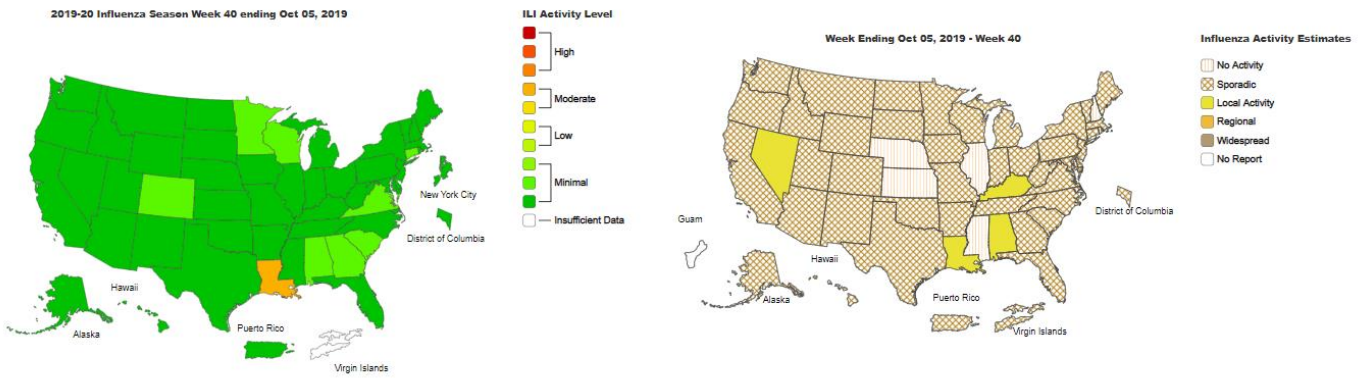 2019-20 Influenza Season Week 40 ending Oct 05, 2019
ILI Activity Level
High
Moderate
Low
Minimal
Insufficient Data
New York City
District of Columbia
Hawaii
Alaska
Puerto Rico
Virgin Islands
Week Ending Oct 05, 2019 - Week 40
Influenza Activity Estimates
No Activity
Sporadic
Local Activity
Regional
Widespread
No Report
District of Columbia
Guam
Hawaii
Alaska
Puerto Rico
Virgin Islands